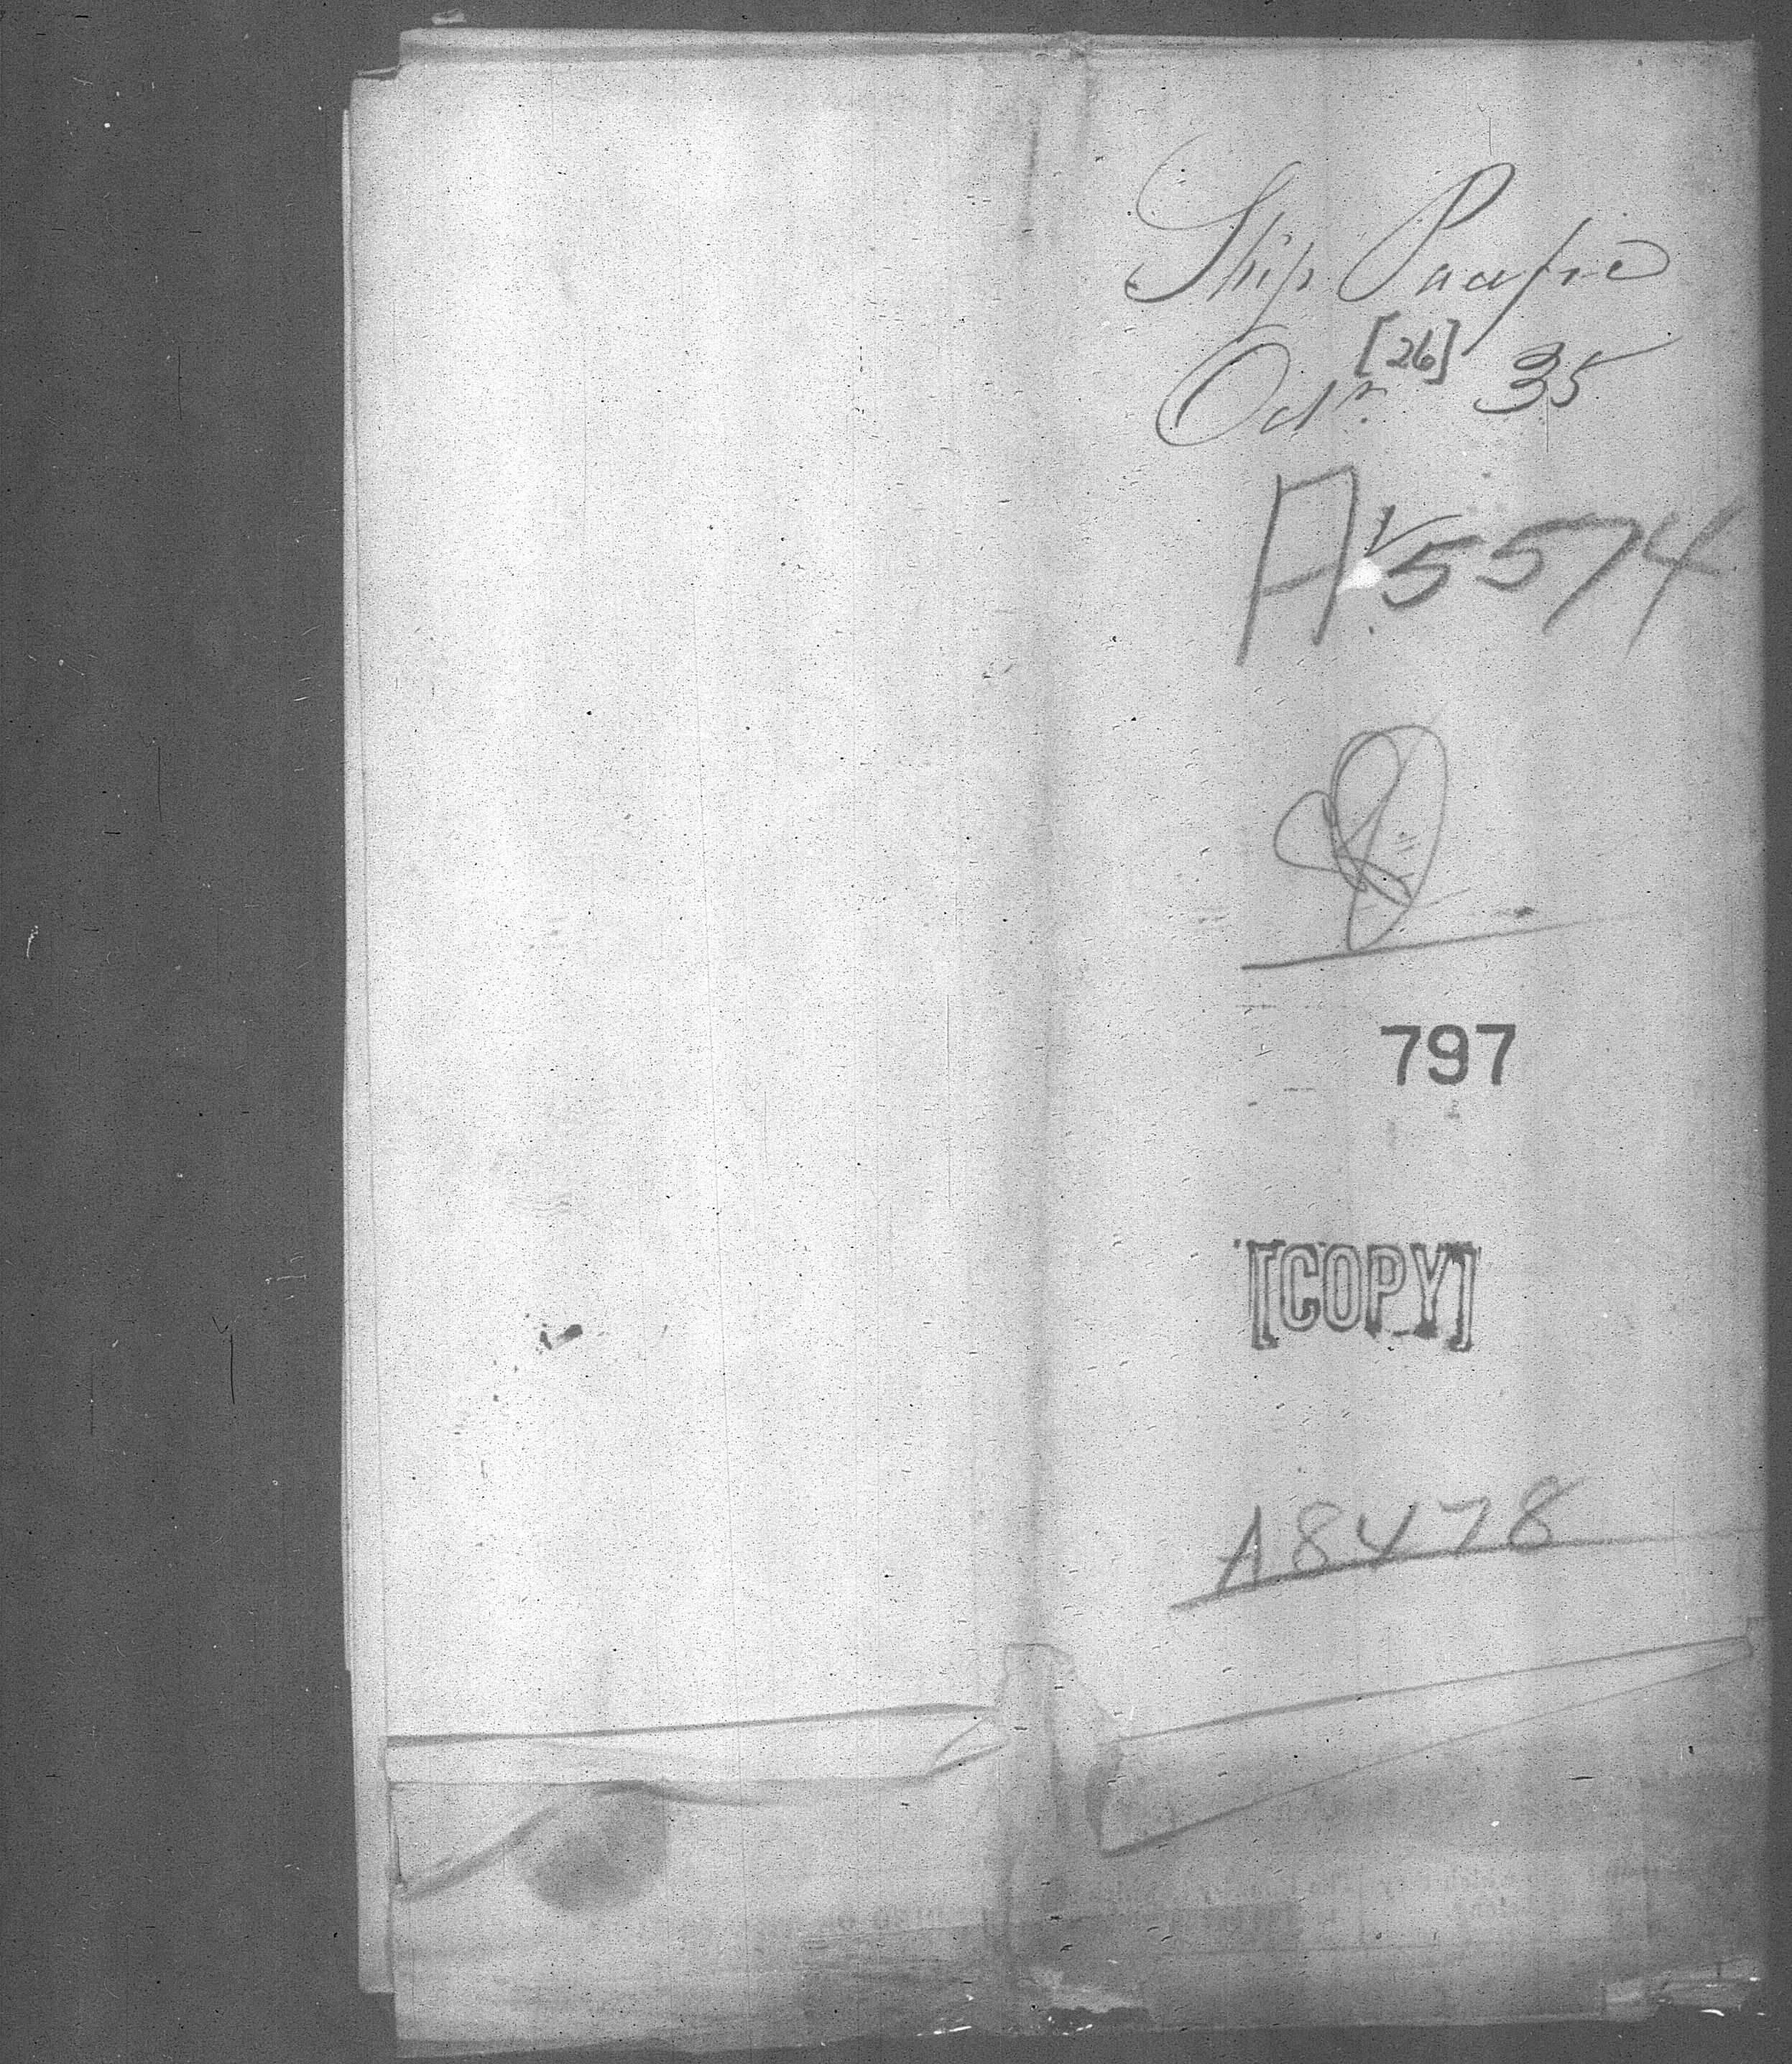 Ship Pacific
[26]
Octr. 35
A 5574
797
[COPY]
A8478